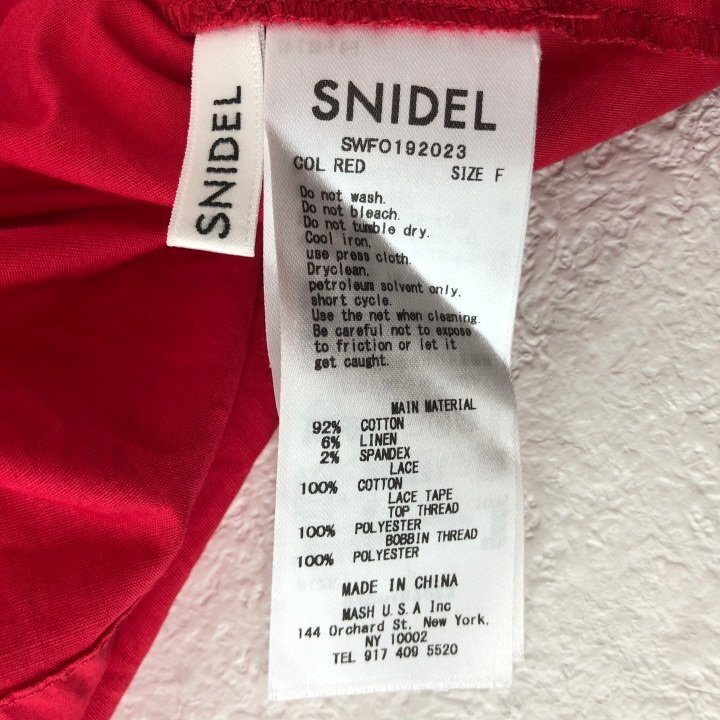 SNIDEL
SNIDEL
SWFO192023
COL RED SIZE F
Do not wash.
Do not bleach.
Do not tumble dry.
Cool iron,
use press cloth.
Dryclean,
petroleum solvent only,
short cycle.
Use the net when cleaning.
Be careful not to expose
to friction or let it
get caught.
MAIN MATERIAL
92% COTTON
6% LINEN
2% SPANDEX
LACE
100% COTTON
LACE TAPE
TOP THREAD
100% POLYESTER
BOBBIN THREAD
100% POLYESTER
MADE IN CHINA
MASH U.S.A Inc
144 Orchard St, New York,
NY 10002
TEL 917 409 5520